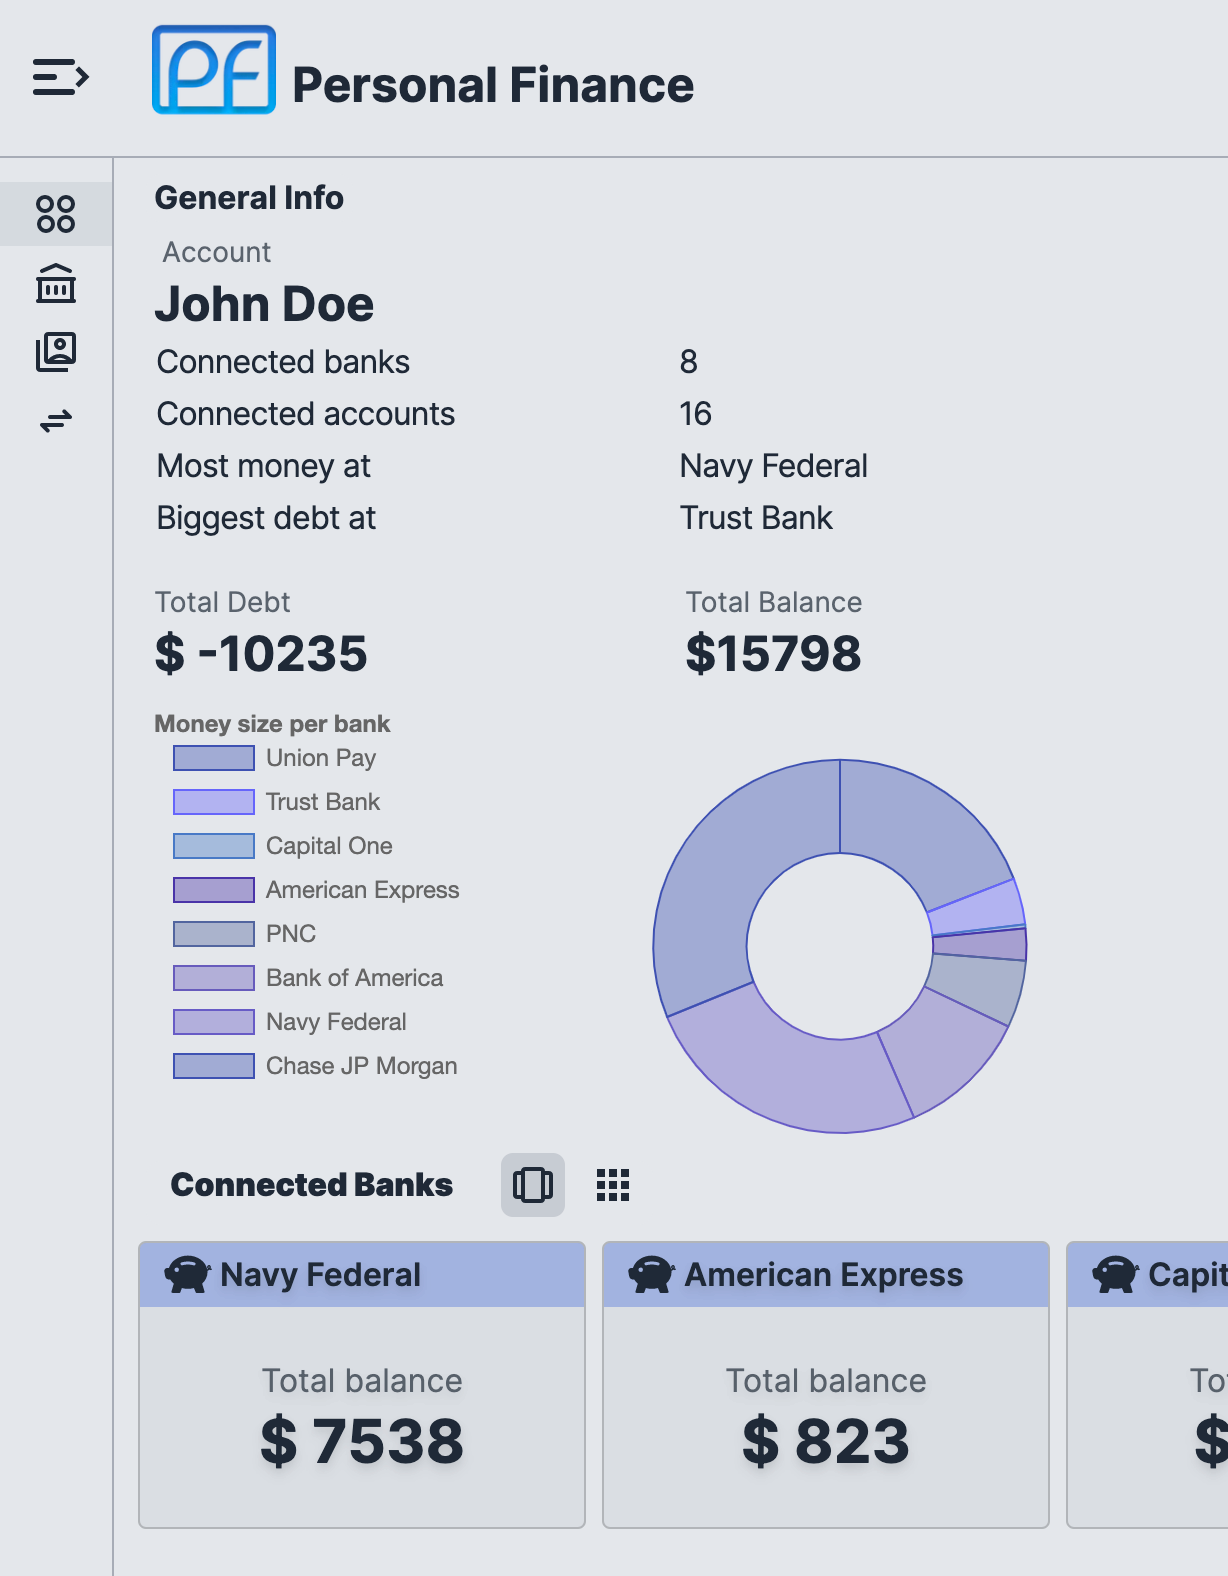 PF Personal Finance
General Info
Account
John Doe
Connected banks 8
Connected accounts 16
Most money at Navy Federal
Biggest debt at Trust Bank
Total Debt Total Balance
$ -10235 $15798
Money size per bank
Union Pay
Trust Bank
Capital One
American Express
PNC
Bank of America
Navy Federal
Chase JP Morgan
Connected Banks
Navy Federal American Express Capit
Total balance Total balance To
$ 7538 $ 823 $